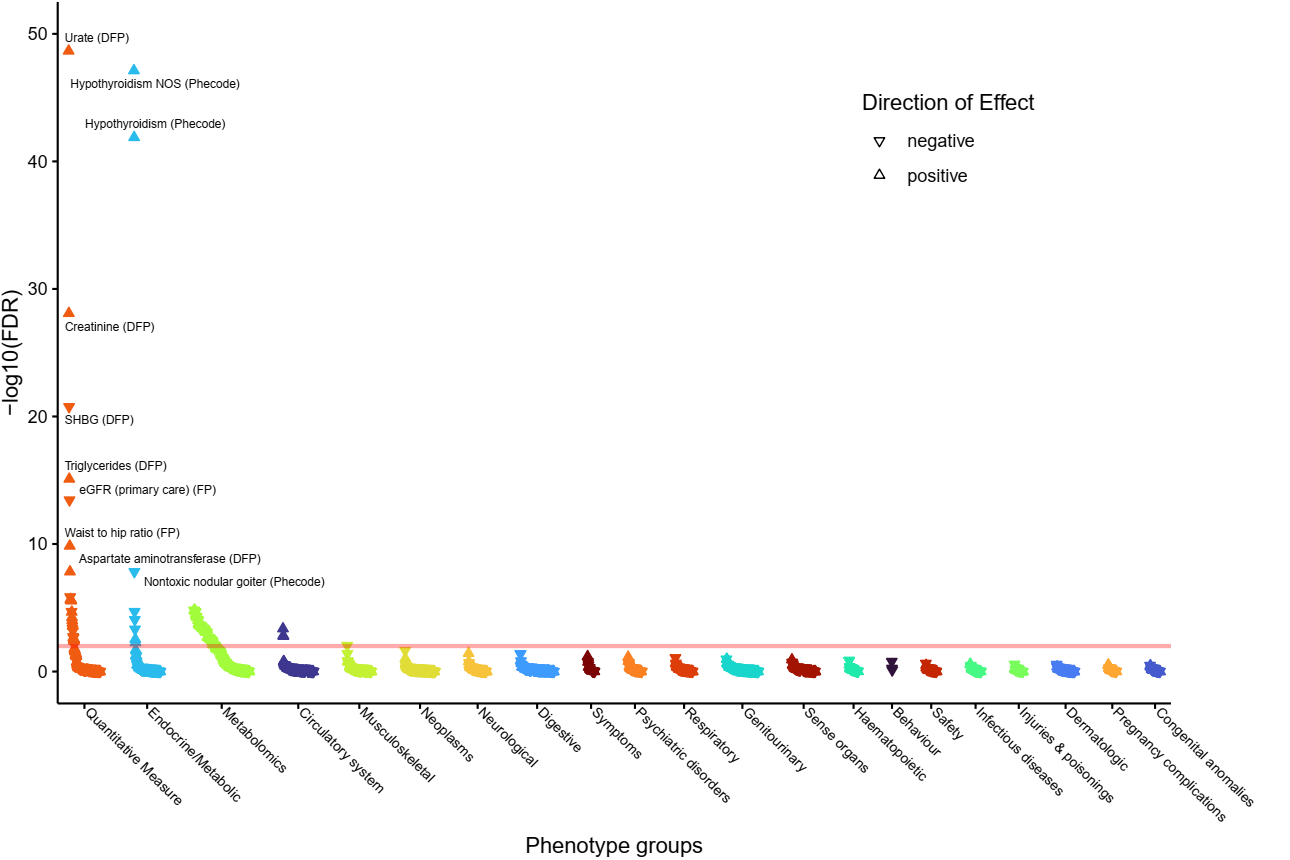 50
40
30
20
10
0
−log10(FDR)
Urate (DFP)
Hypothyroidism NOS (Phecode)
Hypothyroidism (Phecode)
Creatinine (DFP)
SHBG (DFP)
Triglycerides (DFP)
eGFR (primary care) (FP)
Waist to hip ratio (FP)
Aspartate aminotransferase (DFP)
Nontoxic nodular goiter (Phecode)
Direction of Effect
negative
positive
Quantitative Measure
Endocrine/Metabolic
Metabolomics
Circulatory system
Musculoskeletal
Neoplasms
Neurological
Digestive
Symptoms
Psychiatric disorders
Respiratory
Genitourinary
Sense organs
Haematopoietic
Behaviour
Safety
Infectious diseases
Injuries & poisonings
Dermatologic
Pregnancy complications
Congenital anomalies
Phenotype groups